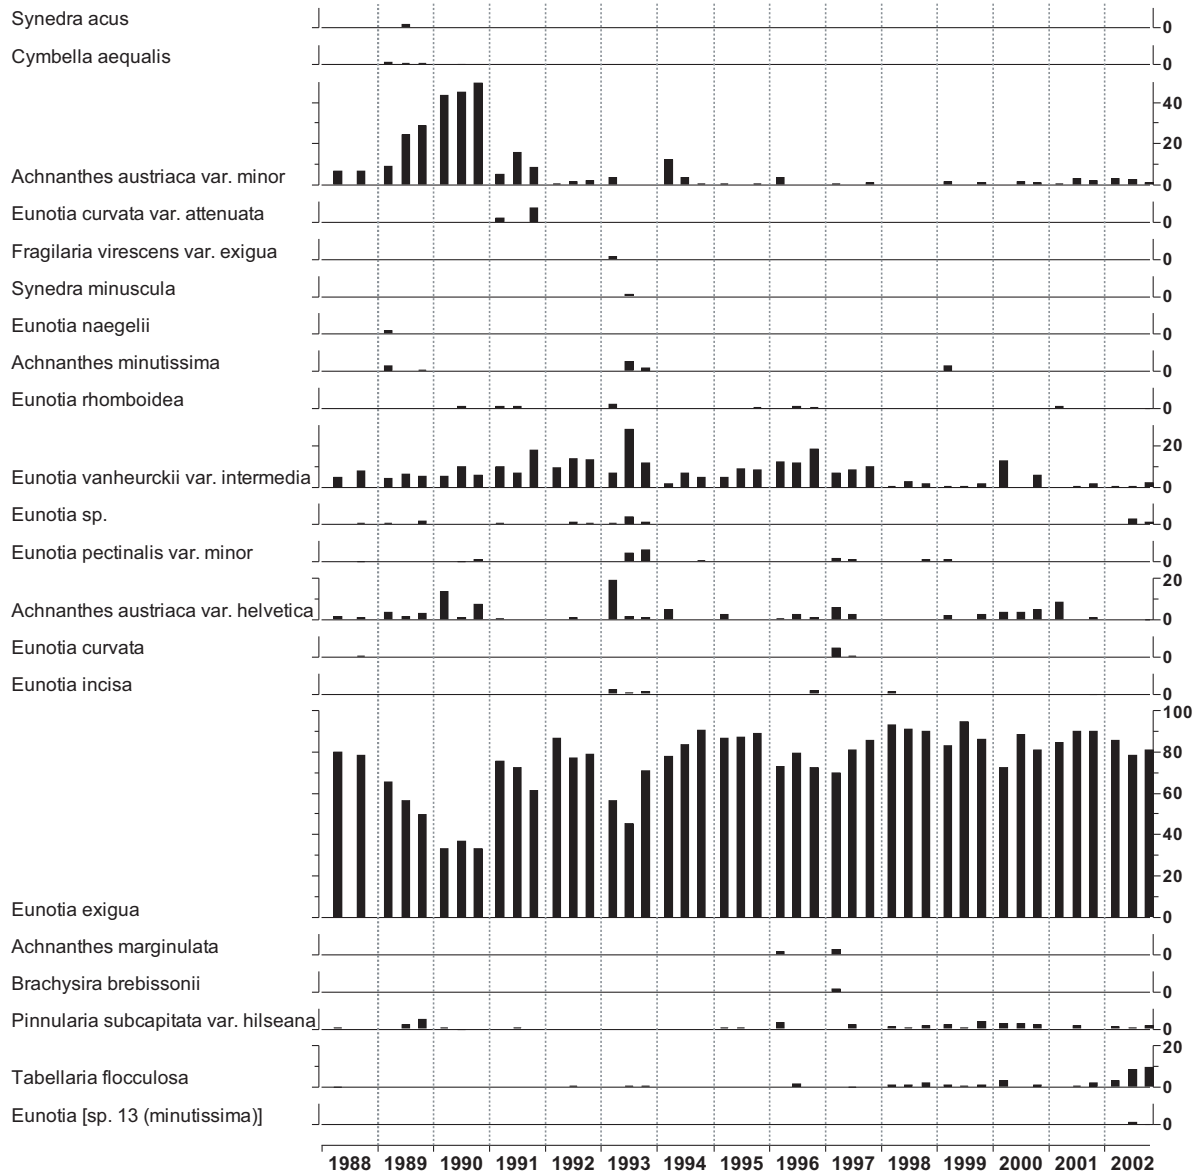 Synedra acus 0
Cymbella aequalis 0
40
20
Achnanthes austriaca var. minor 0
Eunotia curvata var. attenuata 0
Fragilaria virescens var. exigua 0
Synedra minuscula 0
Eunotia naegelii 0
Achnanthes minutissima 0
Eunotia rhomboidea 0
20
Eunotia vanheurckii var. intermedia 0
Eunotia sp. 0
Eunotia pectinalis var. minor 0
20
Achnanthes austriaca var. helvetica 0
Eunotia curvata 0
Eunotia incisa 0
100
80
60
40
20
Eunotia exigua 0
Achnanthes marginulata 0
Brachysira brebissonii 0
Pinnularia subcapitata var. hilseana 0
20
Tabellaria flocculosa 0
Eunotia [sp. 13 (minutissima)] 0
1988 1989 1990 1991 1992 1993 1994 1995 1996 1997 1998 1999 2000 2001 2002